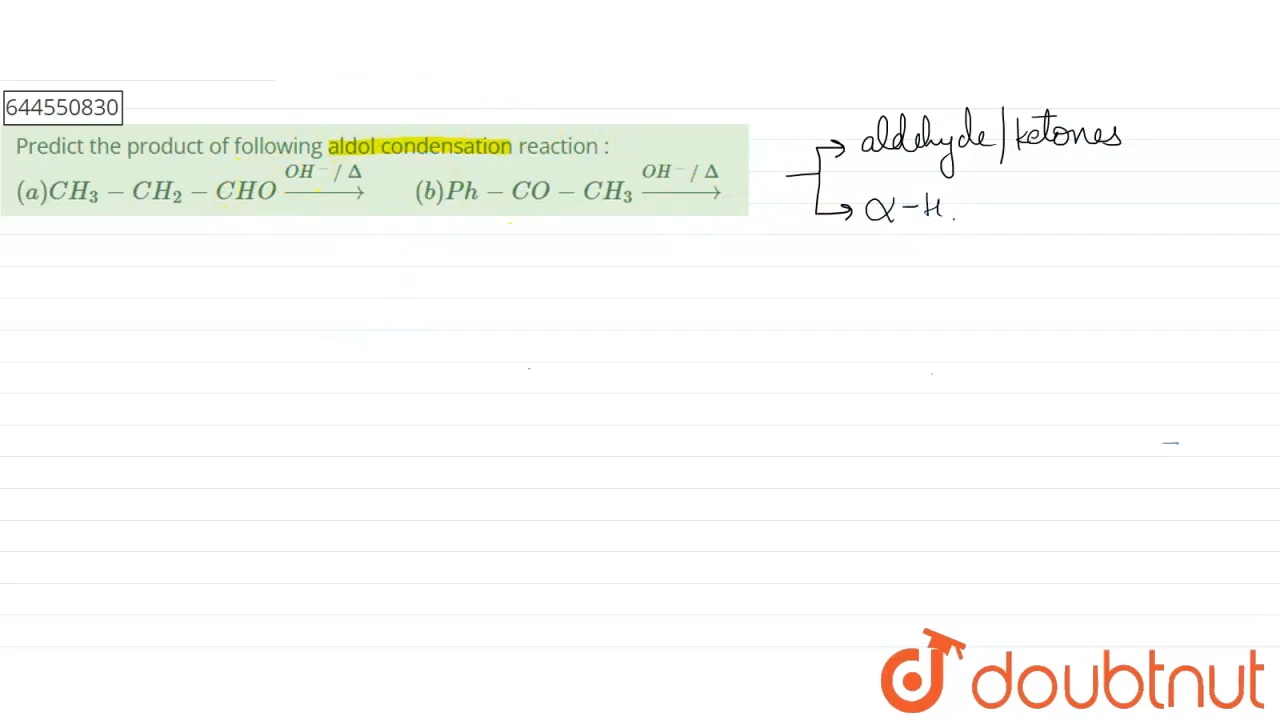 644550830
Predict the product of following aldol condensation reaction :
(a)CH₃ − CH₂ − CHO OH⁻ / Δ → (b)Ph − CO − CH₃ OH⁻ / Δ →
→ aldehyde/ketones
→ α-H.
doubtnut